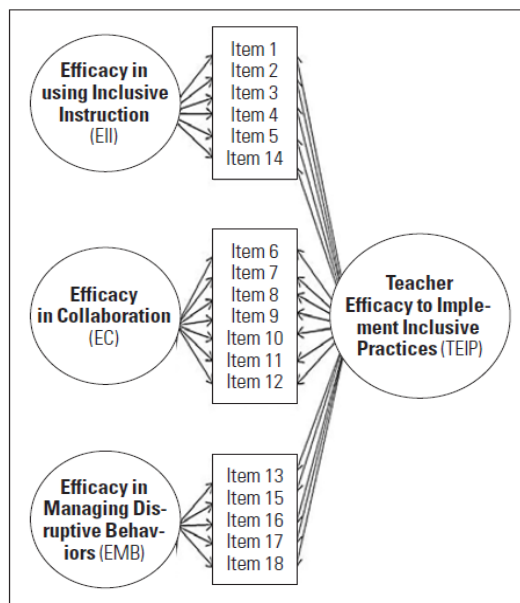 Efficacy in
using Inclusive
Instruction
(EII)
Item 1
Item 2
Item 3
Item 4
Item 5
Item 14
Efficacy
in Collaboration
(EC)
Item 6
Item 7
Item 8
Item 9
Item 10
Item 11
Item 12
Teacher
Efficacy to Imple-
ment Inclusive
Practices (TEIP)
Efficacy in
Managing Dis-
ruptive Behav-
iors (EMB)
Item 13
Item 15
Item 16
Item 17
Item 18